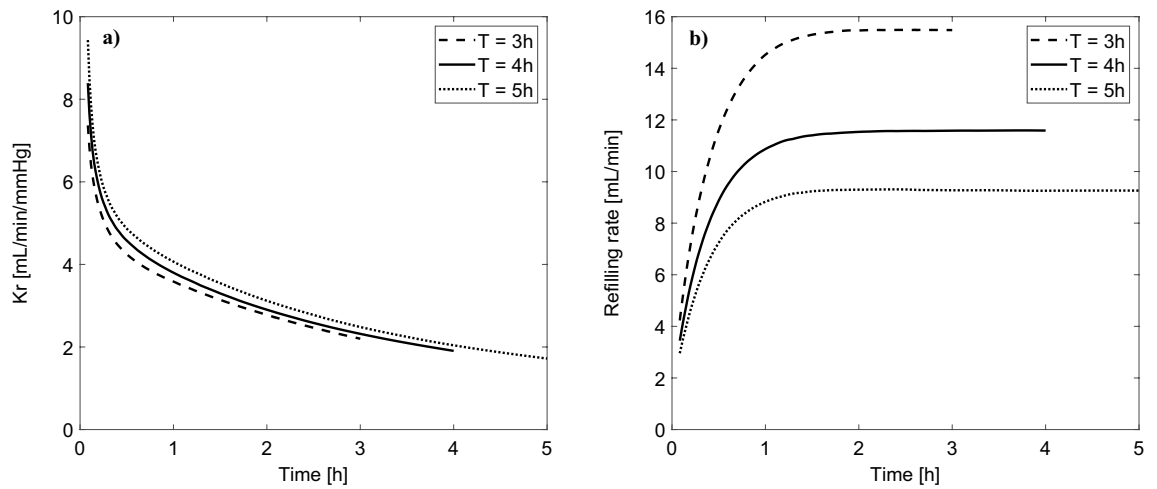 a)
T = 3h
T = 4h
T = 5h
Kr [mL/min/mmHg]
10
8
6
4
2
0
0 1 2 3 4 5
Time [h]
b)
T = 3h
T = 4h
T = 5h
Refilling rate [mL/min]
16
14
12
10
8
6
4
2
0
0 1 2 3 4 5
Time [h]